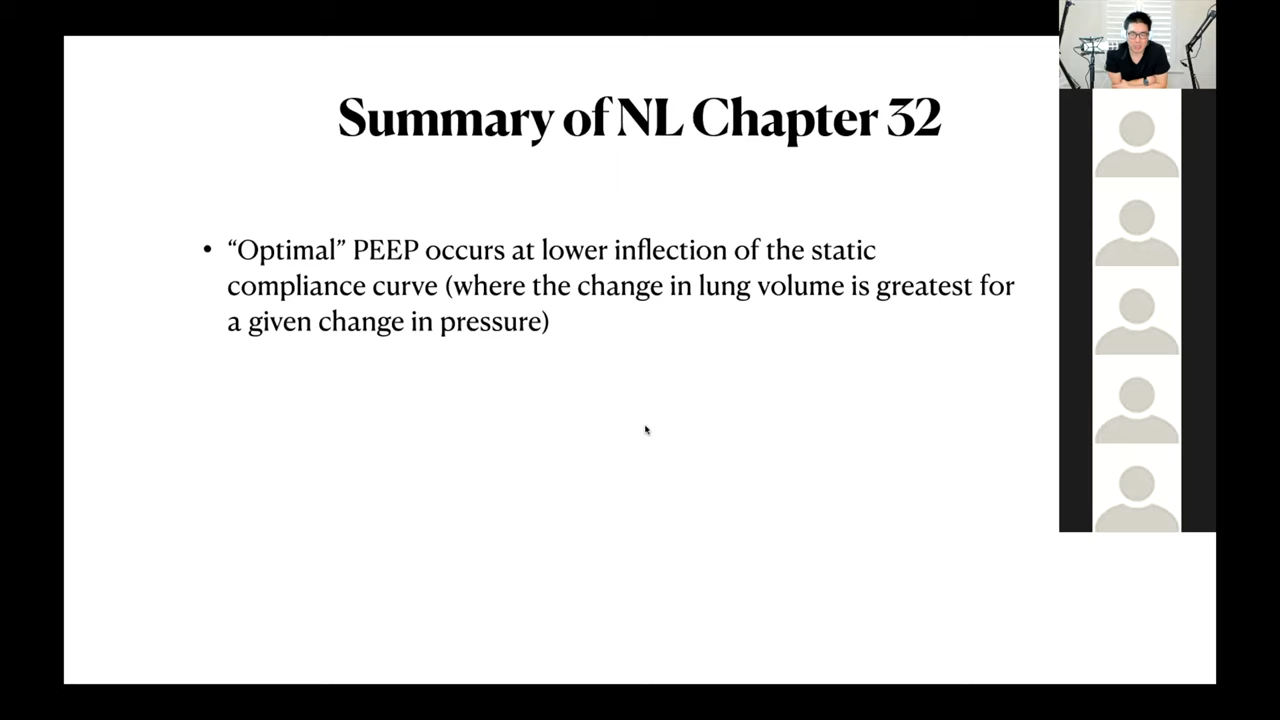 Summary of NL Chapter 32
• “Optimal” PEEP occurs at lower inflection of the static
compliance curve (where the change in lung volume is greatest for
a given change in pressure)